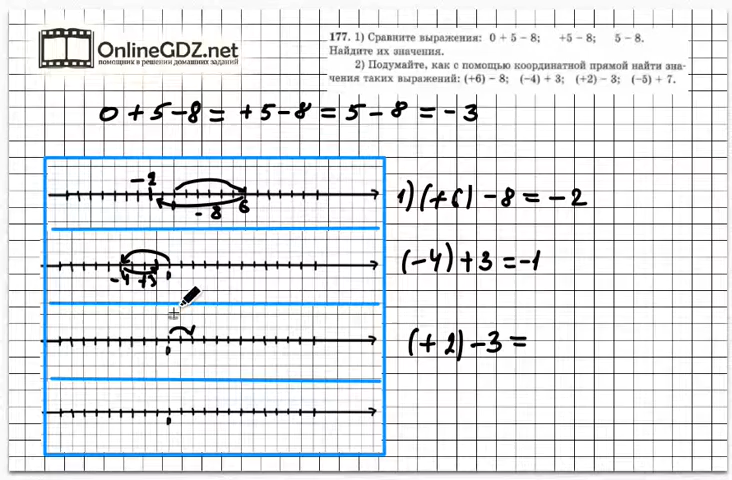 OnlineGDZ.net
помощник в решении домашних заданий
177. 1) Сравните выражения: 0 + 5 – 8; +5 – 8; 5 – 8.
Найдите их значения.
2) Подумайте, как с помощью координатной прямой найти зна-
чения таких выражений: (+6) – 8; (–4) + 3; (+2) – 3; (–5) + 7.
0 + 5 – 8 = +5 – 8 = 5 – 8 = –3
–2
– 8 6
1) (+6) – 8 = –2
–4 +3
(–4) + 3 = –1
(+2) – 3 =